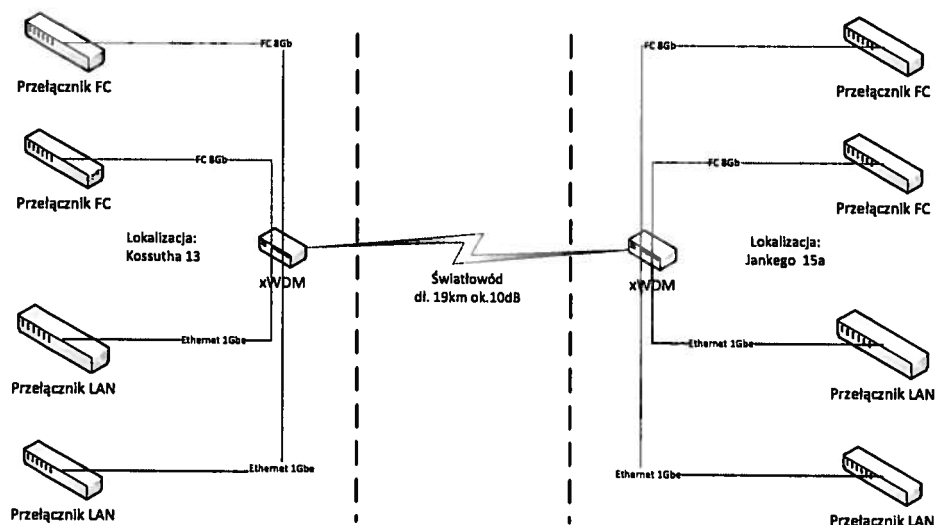 FC 8Gb
Przełącznik FC
FC 8Gb
Przełącznik FC
Lokalizacja:
Kossutha 13
xWDM
Ethernet 1Gbe
Przełącznik LAN
Ethernet 1Gbe
Przełącznik LAN
Światłowód
dł. 19km ok.10dB
FC 8Gb
Przełącznik FC
FC 8Gb
Przełącznik FC
Lokalizacja:
Jankego 15a
xWDM
Ethernet 1Gbe
Przełącznik LAN
Ethernet 1Gbe
Przełącznik LAN